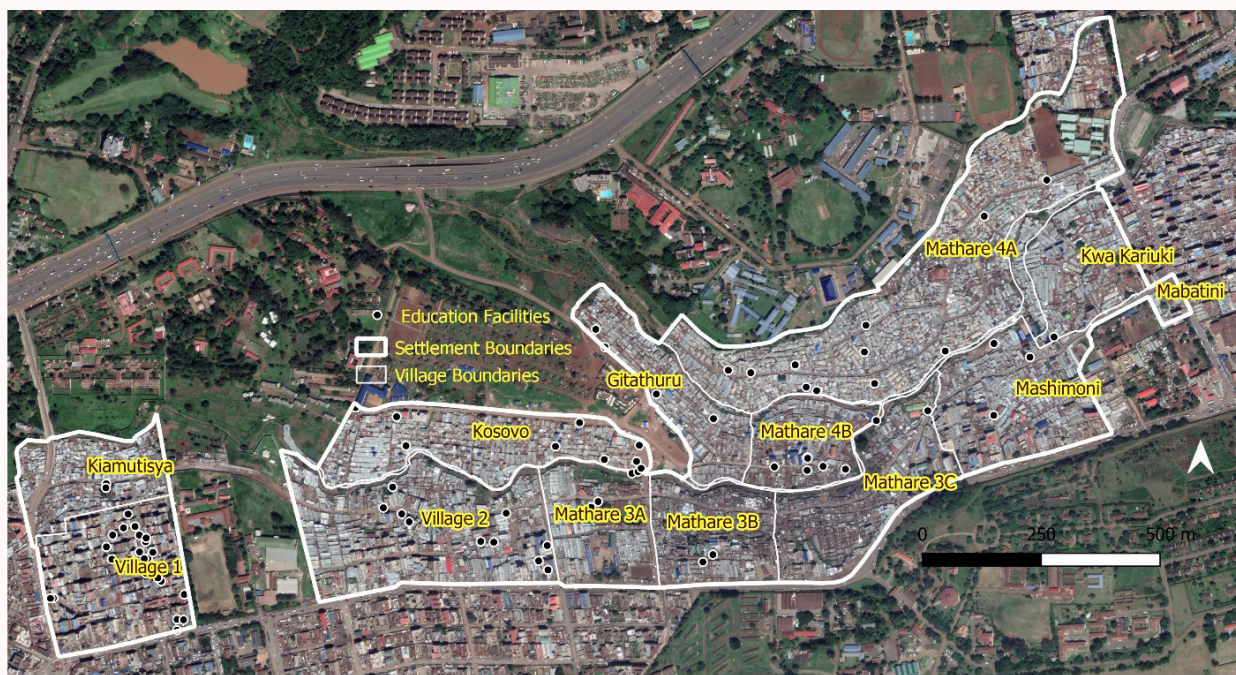 Mathare 4A
Kwa Kariuki
Mabatini
Education Facilities
Settlement Boundaries
Village Boundaries
Gitathuru
Mashimoni
Kosovo
Mathare 4B
Kiamutisya
Mathare 3C
Village 2
Mathare 3A
Mathare 3B
0 250 500 m
Village 1